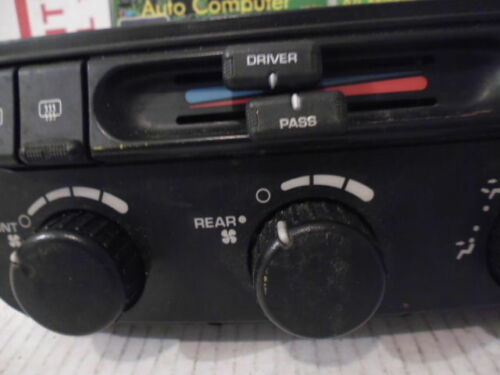 Auto Computer
DRIVER
PASS
REAR